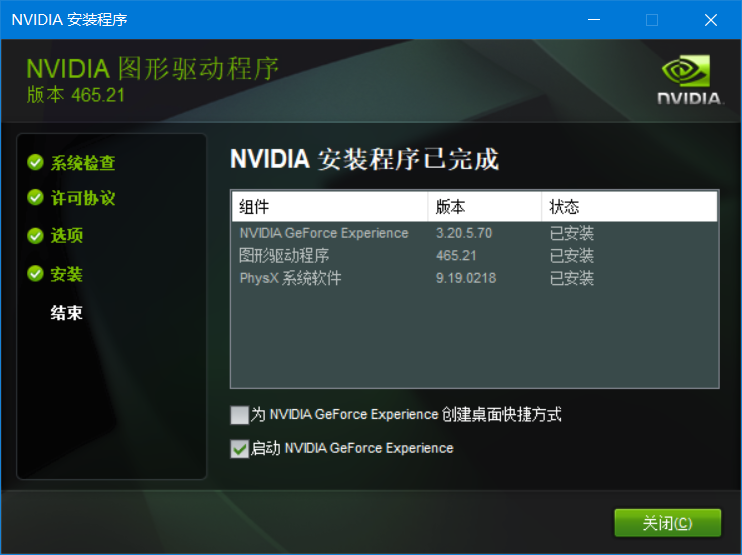 NVIDIA 安装程序
NVIDIA 图形驱动程序
版本 465.21
NVIDIA.
系统检查
许可协议
选项
安装
结束
NVIDIA 安装程序已完成
组件 版本 状态
NVIDIA GeForce Experience 3.20.5.70 已安装
图形驱动程序 465.21 已安装
PhysX 系统软件 9.19.0218 已安装
为 NVIDIA GeForce Experience 创建桌面快捷方式
启动 NVIDIA GeForce Experience
关闭(C)